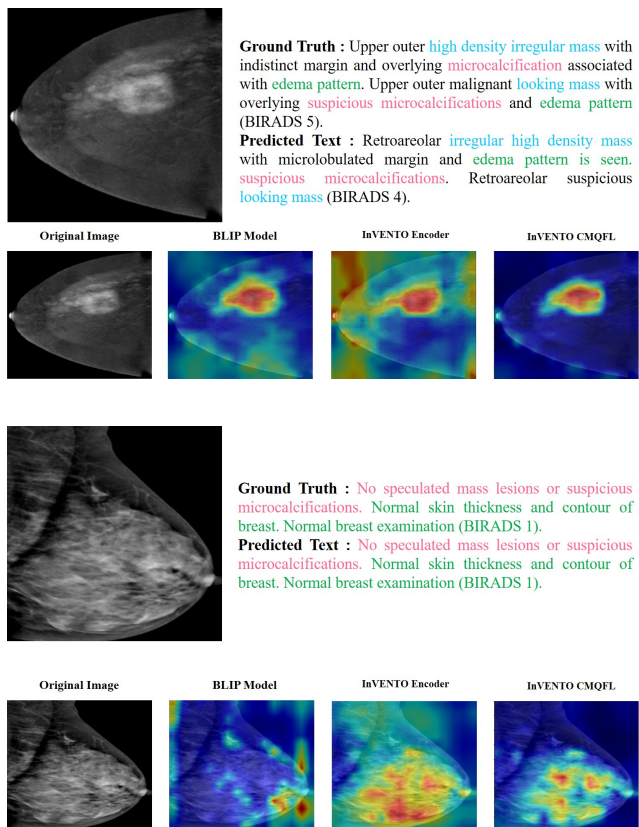 Ground Truth : Upper outer high density irregular mass with
indistinct margin and overlying microcalcification associated
with edema pattern. Upper outer malignant looking mass with
overlying suspicious microcalcifications and edema pattern
(BIRADS 5).
Predicted Text : Retroareolar irregular high density mass
with microlobulated margin and edema pattern is seen.
suspicious microcalcifications. Retroareolar suspicious
looking mass (BIRADS 4).
Original Image BLIP Model InVENTO Encoder InVENTO CMQFL
Ground Truth : No speculated mass lesions or suspicious
microcalcifications. Normal skin thickness and contour of
breast. Normal breast examination (BIRADS 1).
Predicted Text : No speculated mass lesions or suspicious
microcalcifications. Normal skin thickness and contour of
breast. Normal breast examination (BIRADS 1).
Original Image BLIP Model InVENTO Encoder InVENTO CMQFL